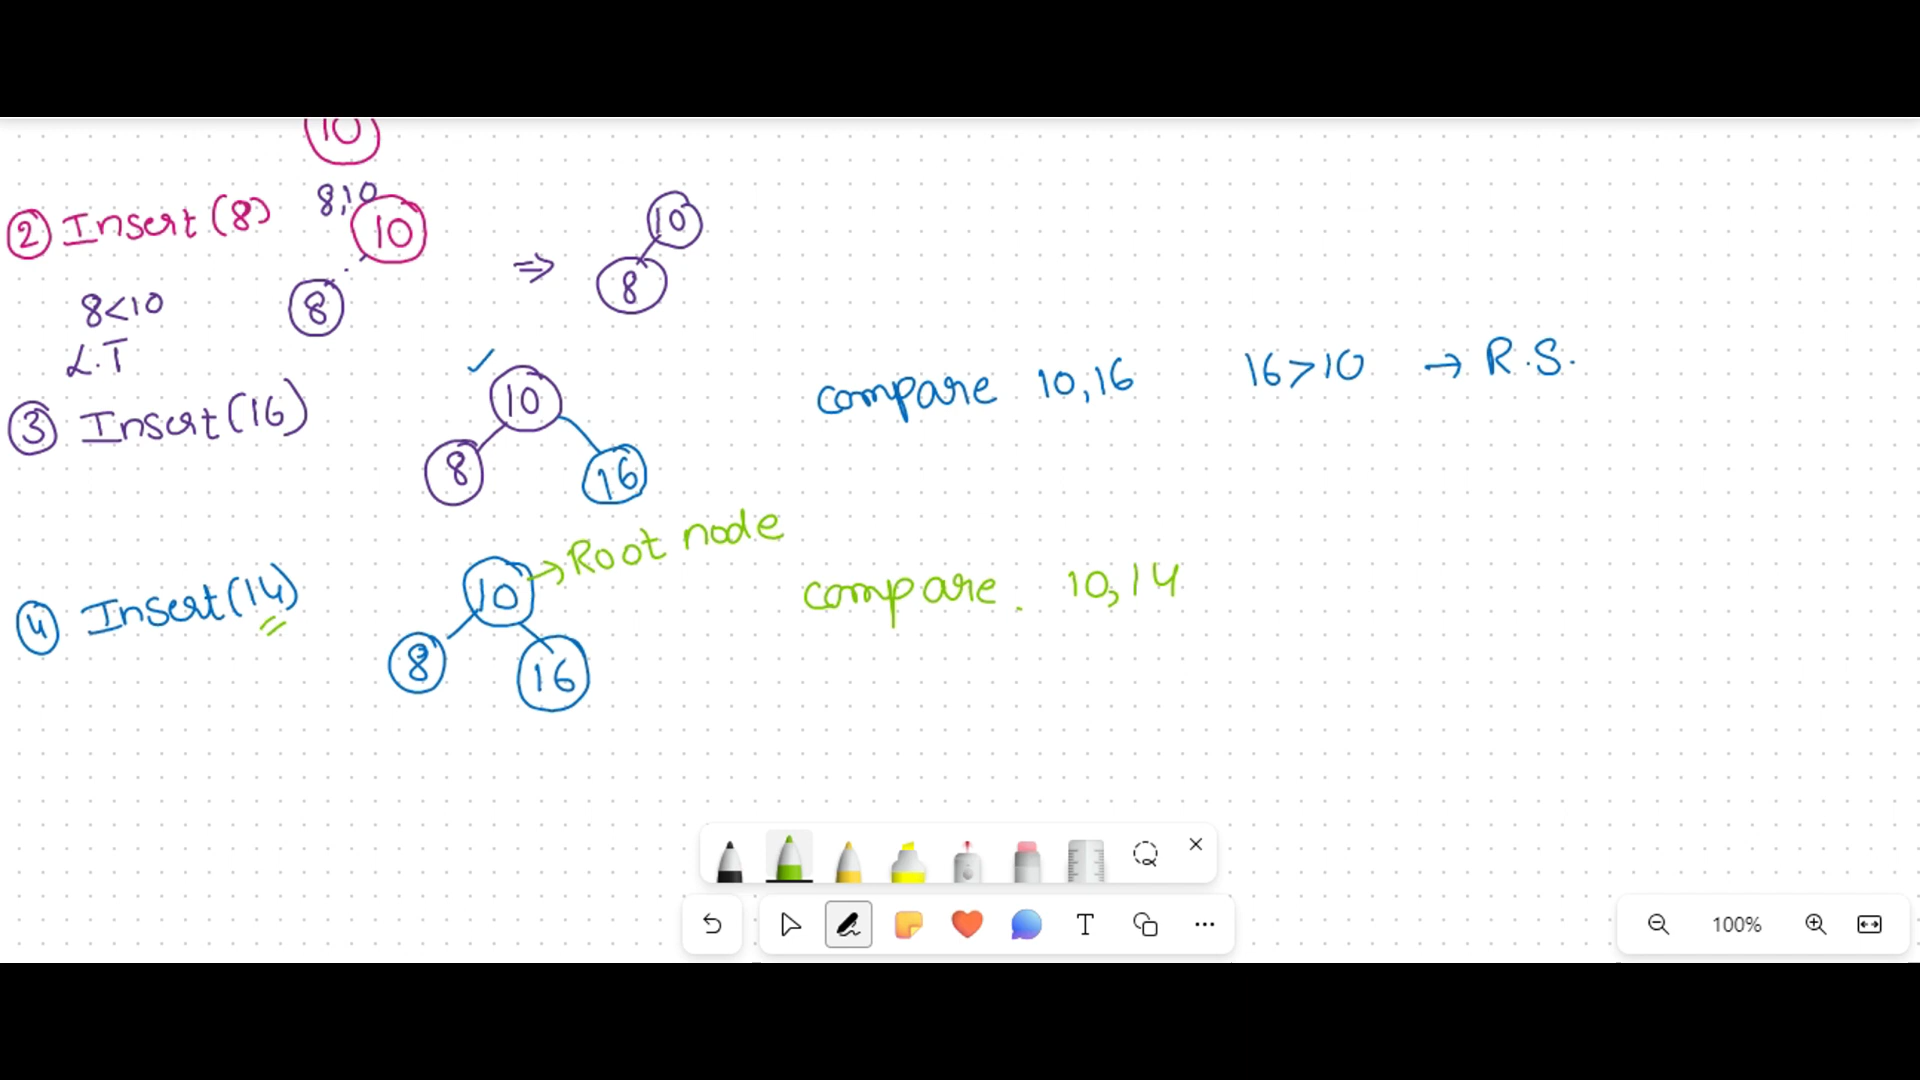 10
② Insert (8) 8,10 10 ⇒ 10
8
8<10 8
L.T
③ Insert (16) ✓ 10 compare 10,16 16>10 → R.S.
8 16
④ Insert (14) 10 → Root node compare. 10,14
8 16
T ...
100%